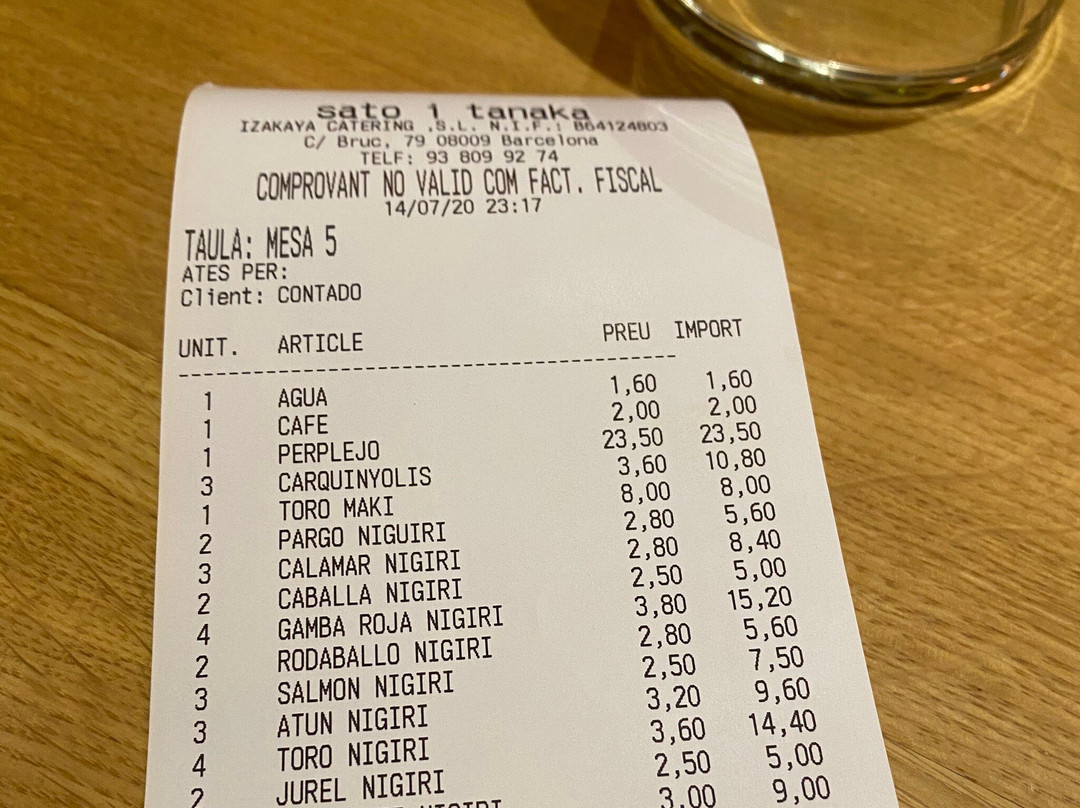 sato i tanaka
IZAKAYA CATERING ,S.L. N.I.F.: B64124803
C/ Bruc, 79 08009 Barcelona
TELF: 93 809 92 74
COMPROVANT NO VALID COM FACT. FISCAL
14/07/20 23:17
TAULA: MESA 5
ATES PER:
Client: CONTADO
UNIT. ARTICLE PREU IMPORT
1 AGUA 1,60 1,60
1 CAFE 2,00 2,00
1 PERPLEJO 23,50 23,50
3 CARQUINYOLIS 3,60 10,80
1 TORO MAKI 8,00 8,00
2 PARGO NIGUIRI 2,80 5,60
3 CALAMAR NIGIRI 2,80 8,40
2 CABALLA NIGIRI 2,50 5,00
4 GAMBA ROJA NIGIRI 3,80 15,20
2 RODABALLO NIGIRI 2,80 5,60
3 SALMON NIGIRI 2,50 7,50
3 ATUN NIGIRI 3,20 9,60
4 TORO NIGIRI 3,60 14,40
2 JUREL NIGIRI 2,50 5,00
NIGIRI 3,00 9,00